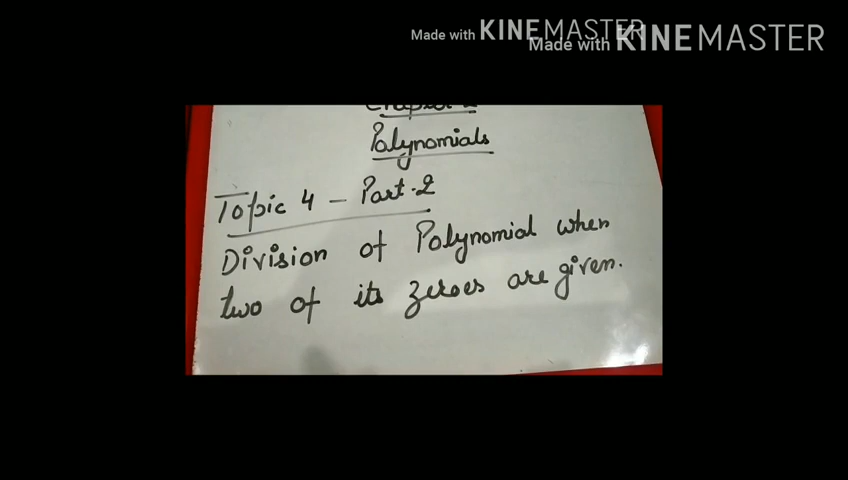 Made with KINEMASTER
Made with KINEMASTER
Polynomials
Topic 4 - Part-2
Division of Polynomial when
two of its zeroes are given.